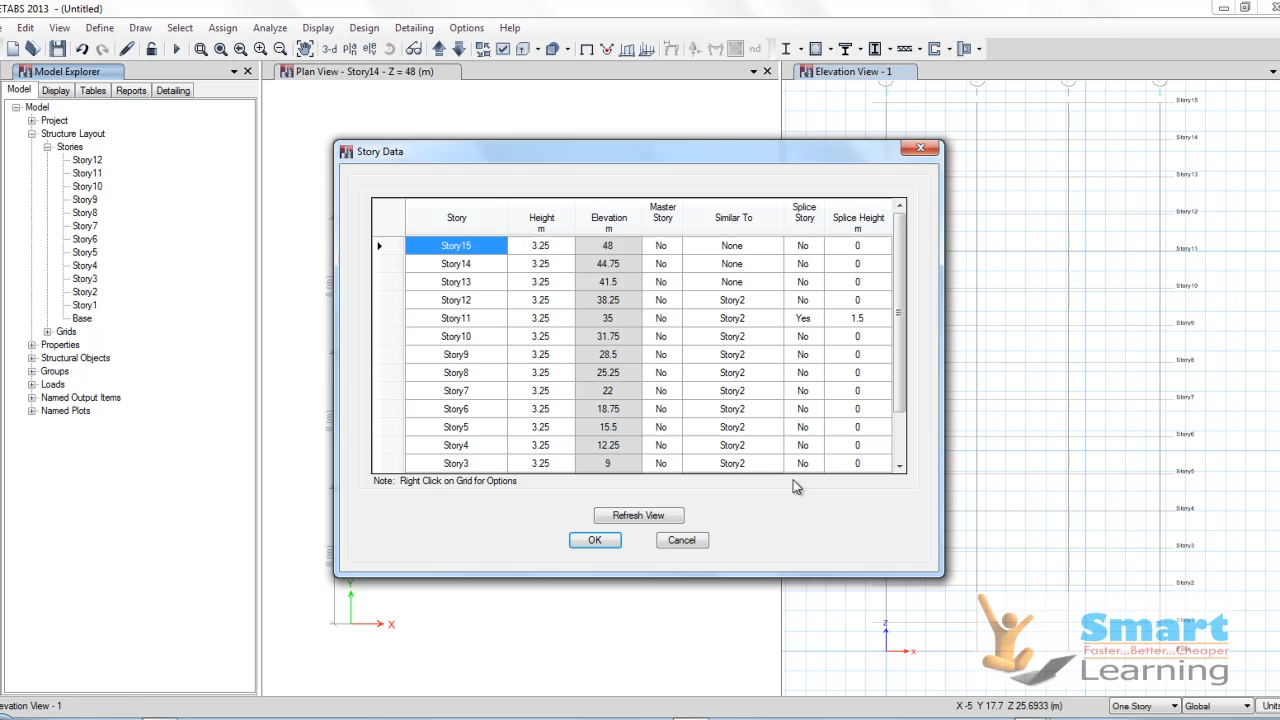 ETABS 2013 - (Untitled)
Edit View Define Draw Select Assign Analyze Display Design Detailing Options Help
3-d nd
Model Explorer
Plan View - Story14 - Z = 48 (m)
Elevation View - 1
Model Display Tables Reports Detailing
Model
Project
Structure Layout
Stories
Story12
Story11
Story10
Story9
Story8
Story7
Story6
Story5
Story4
Story3
Story2
Story1
Base
Grids
Properties
Structural Objects
Groups
Loads
Named Output Items
Named Plots
Story Data
Story Height m Elevation m Master Story Similar To Splice Story Splice Height m
Story15 3.25 48 No None No 0
Story14 3.25 44.75 No None No 0
Story13 3.25 41.5 No None No 0
Story12 3.25 38.25 No Story2 No 0
Story11 3.25 35 No Story2 Yes 1.5
Story10 3.25 31.75 No Story2 No 0
Story9 3.25 28.5 No Story2 No 0
Story8 3.25 25.25 No Story2 No 0
Story7 3.25 22 No Story2 No 0
Story6 3.25 18.75 No Story2 No 0
Story5 3.25 15.5 No Story2 No 0
Story4 3.25 12.25 No Story2 No 0
Story3 3.25 9 No Story2 No 0
Note: Right Click on Grid for Options
Refresh View
OK Cancel
8 (m)
8 (m)
Y
X
Story15
Story14
Story13
Story12
Story11
Story10
Story9
Story8
Story7
Story6
Story5
Story4
Story3
Story2
Z
X
Smart
Faster...Better...Cheaper
Learning
evation View - 1
X -5 Y 17.7 Z 25.6933 (m)
One Story
Global
Units